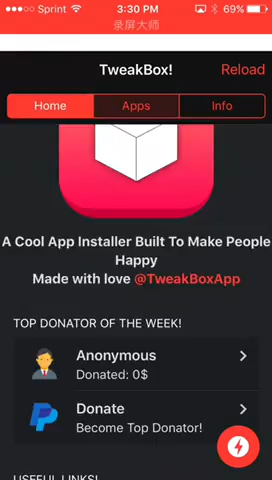 Sprint 3:30 PM 69%
录屏大师
TweakBox! Reload
Home Apps Info
A Cool App Installer Built To Make People
Happy
Made with love @TweakBoxApp
TOP DONATOR OF THE WEEK!
Anonymous
Donated: 0$
Donate
Become Top Donator!
USEFUL LINKS!